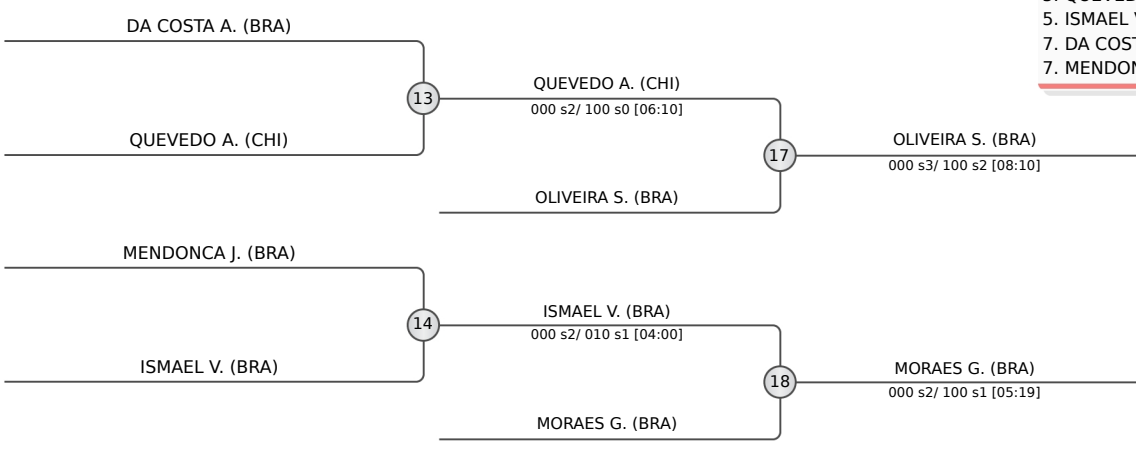 DA COSTA A. (BRA)
13
QUEVEDO A. (CHI)
QUEVEDO A. (CHI)
000 s2/ 100 s0 [06:10]
17
OLIVEIRA S. (BRA)
OLIVEIRA S. (BRA)
000 s3/ 100 s2 [08:10]
MENDONCA J. (BRA)
14
ISMAEL V. (BRA)
ISMAEL V. (BRA)
000 s2/ 010 s1 [04:00]
18
MORAES G. (BRA)
MORAES G. (BRA)
000 s2/ 100 s1 [05:19]
5. ISMAEL
7. DA COST
7. MENDON